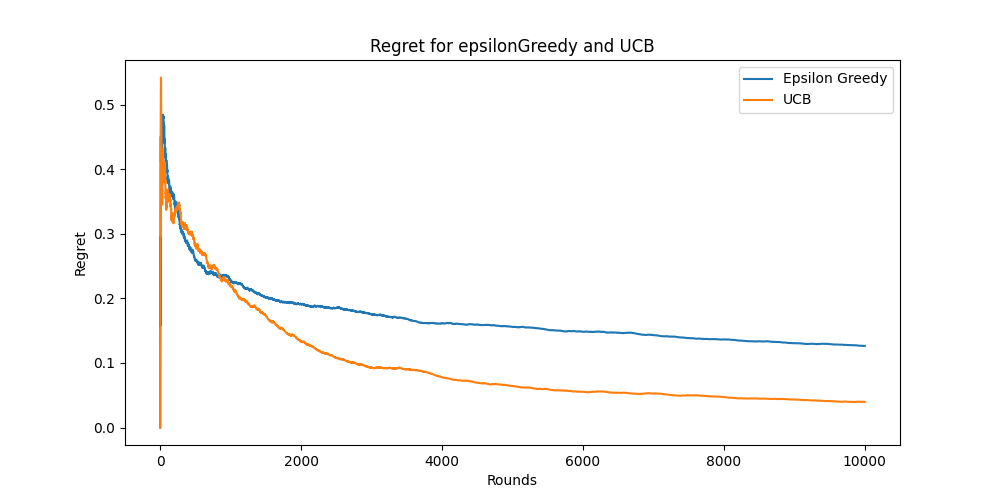 Regret for epsilonGreedy and UCB
Epsilon Greedy
UCB
Regret
0.5
0.4
0.3
0.2
0.1
0.0
0 2000 4000 6000 8000 10000
Rounds